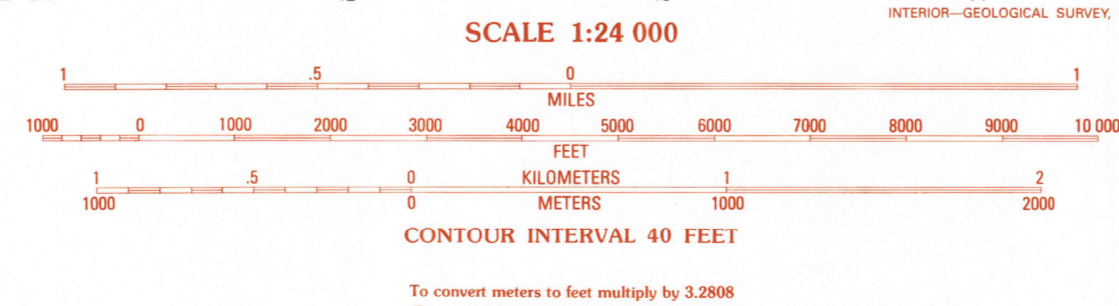 INTERIOR—GEOLOGICAL SURVEY,
SCALE 1:24 000
1 .5 0 1
MILES
1000 0 1000 2000 3000 4000 5000 6000 7000 8000 9000 10 000
FEET
1 .5 0 KILOMETERS 1 2
1000 0 METERS 1000 2000
CONTOUR INTERVAL 40 FEET
To convert meters to feet multiply by 3.2808